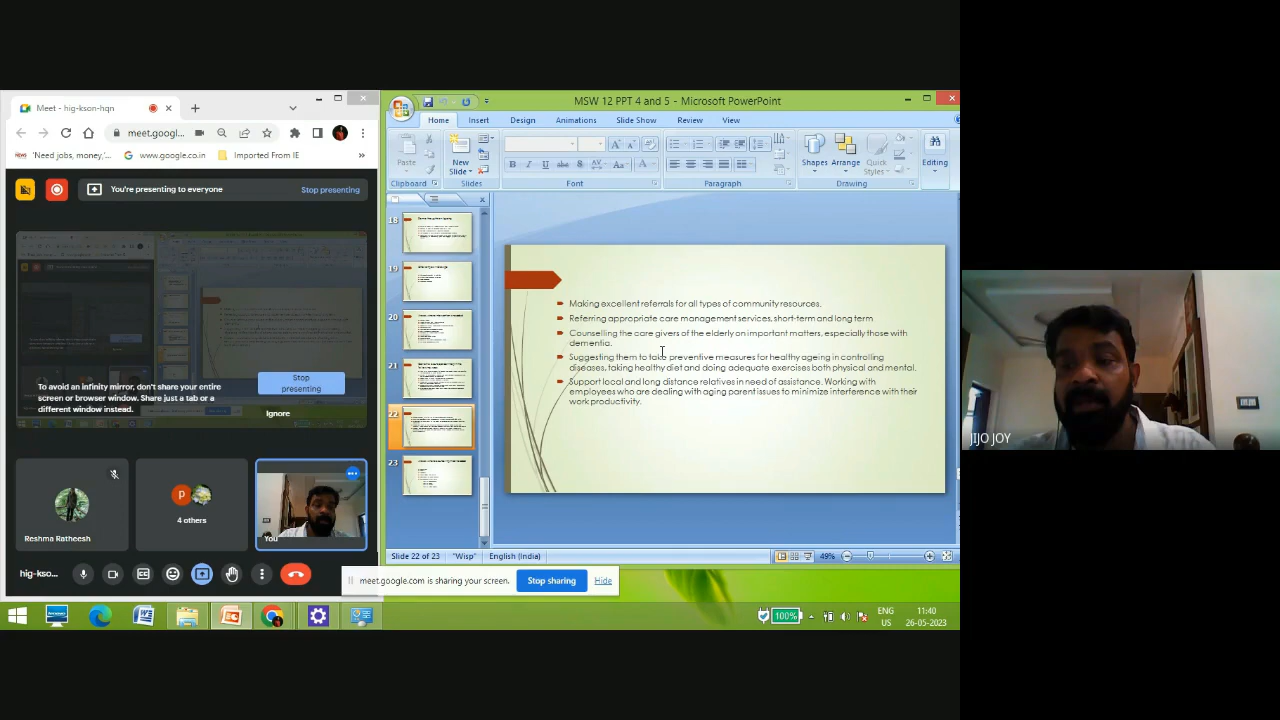 Meet - hig-kson-hqn
meet.googl...
'Need jobs, money,'...
www.google.co.in
Imported From IE
»
You're presenting to everyone
Stop presenting
To avoid an infinity mirror, don't share your entire
screen or browser window. Share just a tab or a
different window instead.
Stop
presenting
Ignore
Reshma Ratheesh
p
4 others
You
hig-kso...
MSW 12 PPT 4 and 5 - Microsoft PowerPoint
Home
Insert
Design
Animations
Slide Show
Review
View
Paste
New
Slide
Shapes
Arrange
Quick
Styles
Editing
Clipboard
Slides
Font
Paragraph
Drawing
18
19
20
21
22
23
Making excellent referrals for all types of community resources.
Referring appropriate care management services, short-term and long term
Counselling the care givers of the elderly on important matters, especially those with
dementia.
Suggesting them to take preventive measures for healthy ageing in controlling
diseases, taking healthy diet and doing adequate exercises both physical and mental.
Support local and long distance relatives in need of assistance. Working with
employees who are dealing with aging parent issues to minimize interference with their
work productivity.
Slide 22 of 23
"Wisp"
English (India)
49%
meet.google.com is sharing your screen.
Stop sharing
Hide
100%
ENG
US
11:40
26-05-2023
JIJO JOY